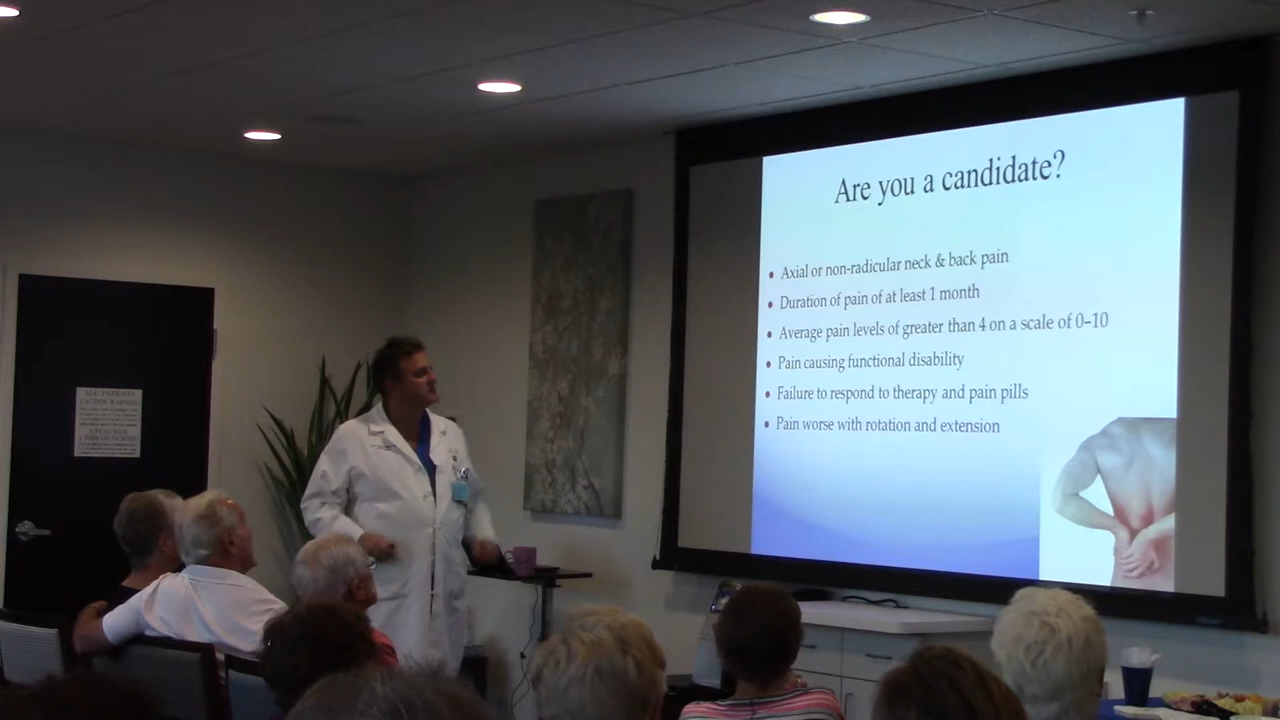 Are you a candidate?
• Axial or non-radicular neck & back pain
• Duration of pain of at least 1 month
• Average pain levels of greater than 4 on a scale of 0–10
• Pain causing functional disability
• Failure to respond to therapy and pain pills
• Pain worse with rotation and extension
ALL PATIENTS